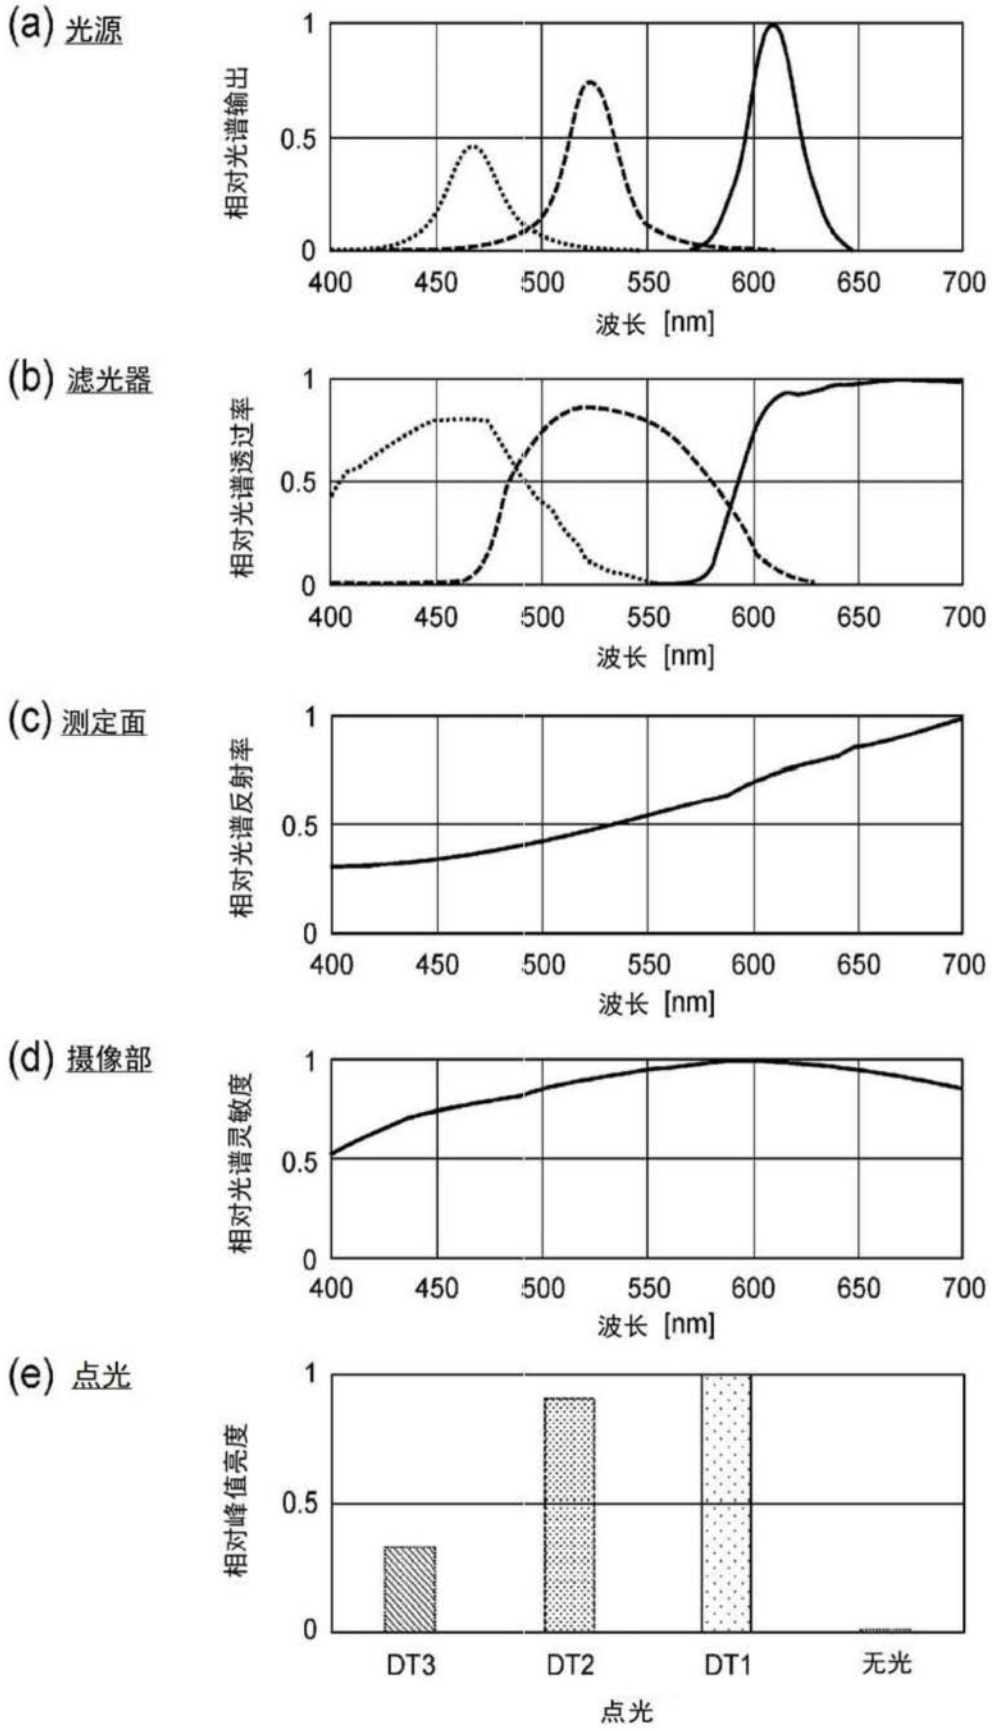 (a) 光源
相对光谱输出
1
0.5
0
400 450 500 550 600 650 700
波长 [nm]
(b) 滤光器
相对光谱透过率
1
0.5
0
400 450 500 550 600 650 700
波长 [nm]
(c) 测定面
相对光谱反射率
1
0.5
0
400 450 500 550 600 650 700
波长 [nm]
(d) 摄像部
相对光谱灵敏度
1
0.5
0
400 450 500 550 600 650 700
波长 [nm]
(e) 点光
相对峰值亮度
1
0.5
0
DT3 DT2 DT1 无光
点光